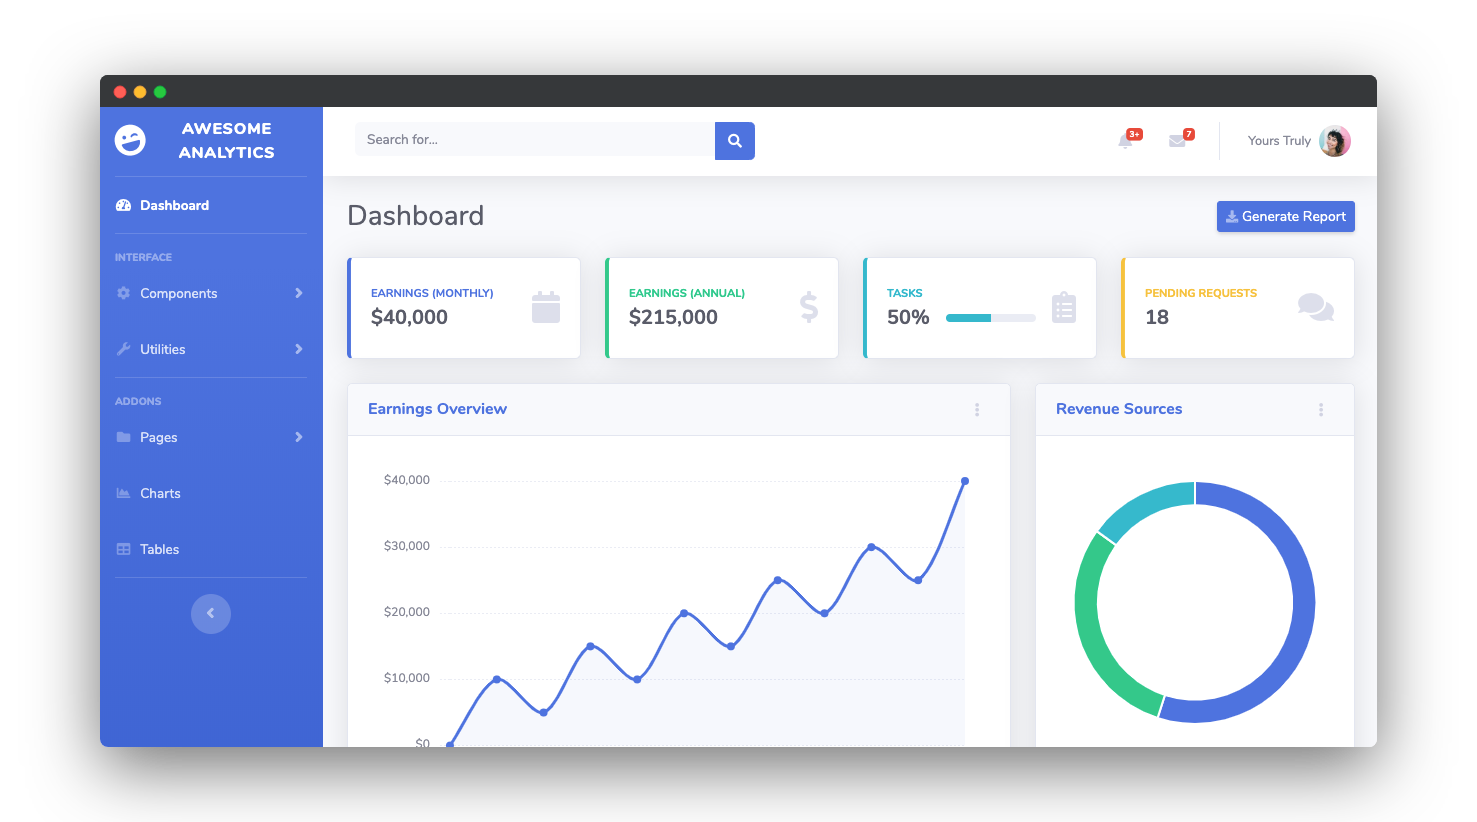 AWESOME
ANALYTICS
Dashboard
INTERFACE
Components
Utilities
ADDONS
Pages
Charts
Tables
Search for...
3+
7
Yours Truly
Dashboard
Generate Report
EARNINGS (MONTHLY)
$40,000
EARNINGS (ANNUAL)
$215,000
TASKS
50%
PENDING REQUESTS
18
Earnings Overview
$40,000
$30,000
$20,000
$10,000
$0
Revenue Sources